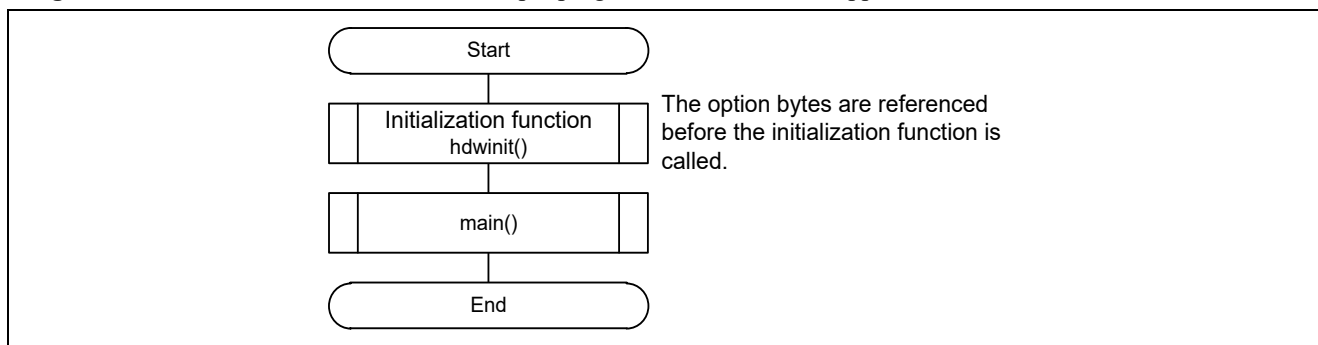 Start
Initialization function
hdwinit()
The option bytes are referenced
before the initialization function is
called.
main()
End